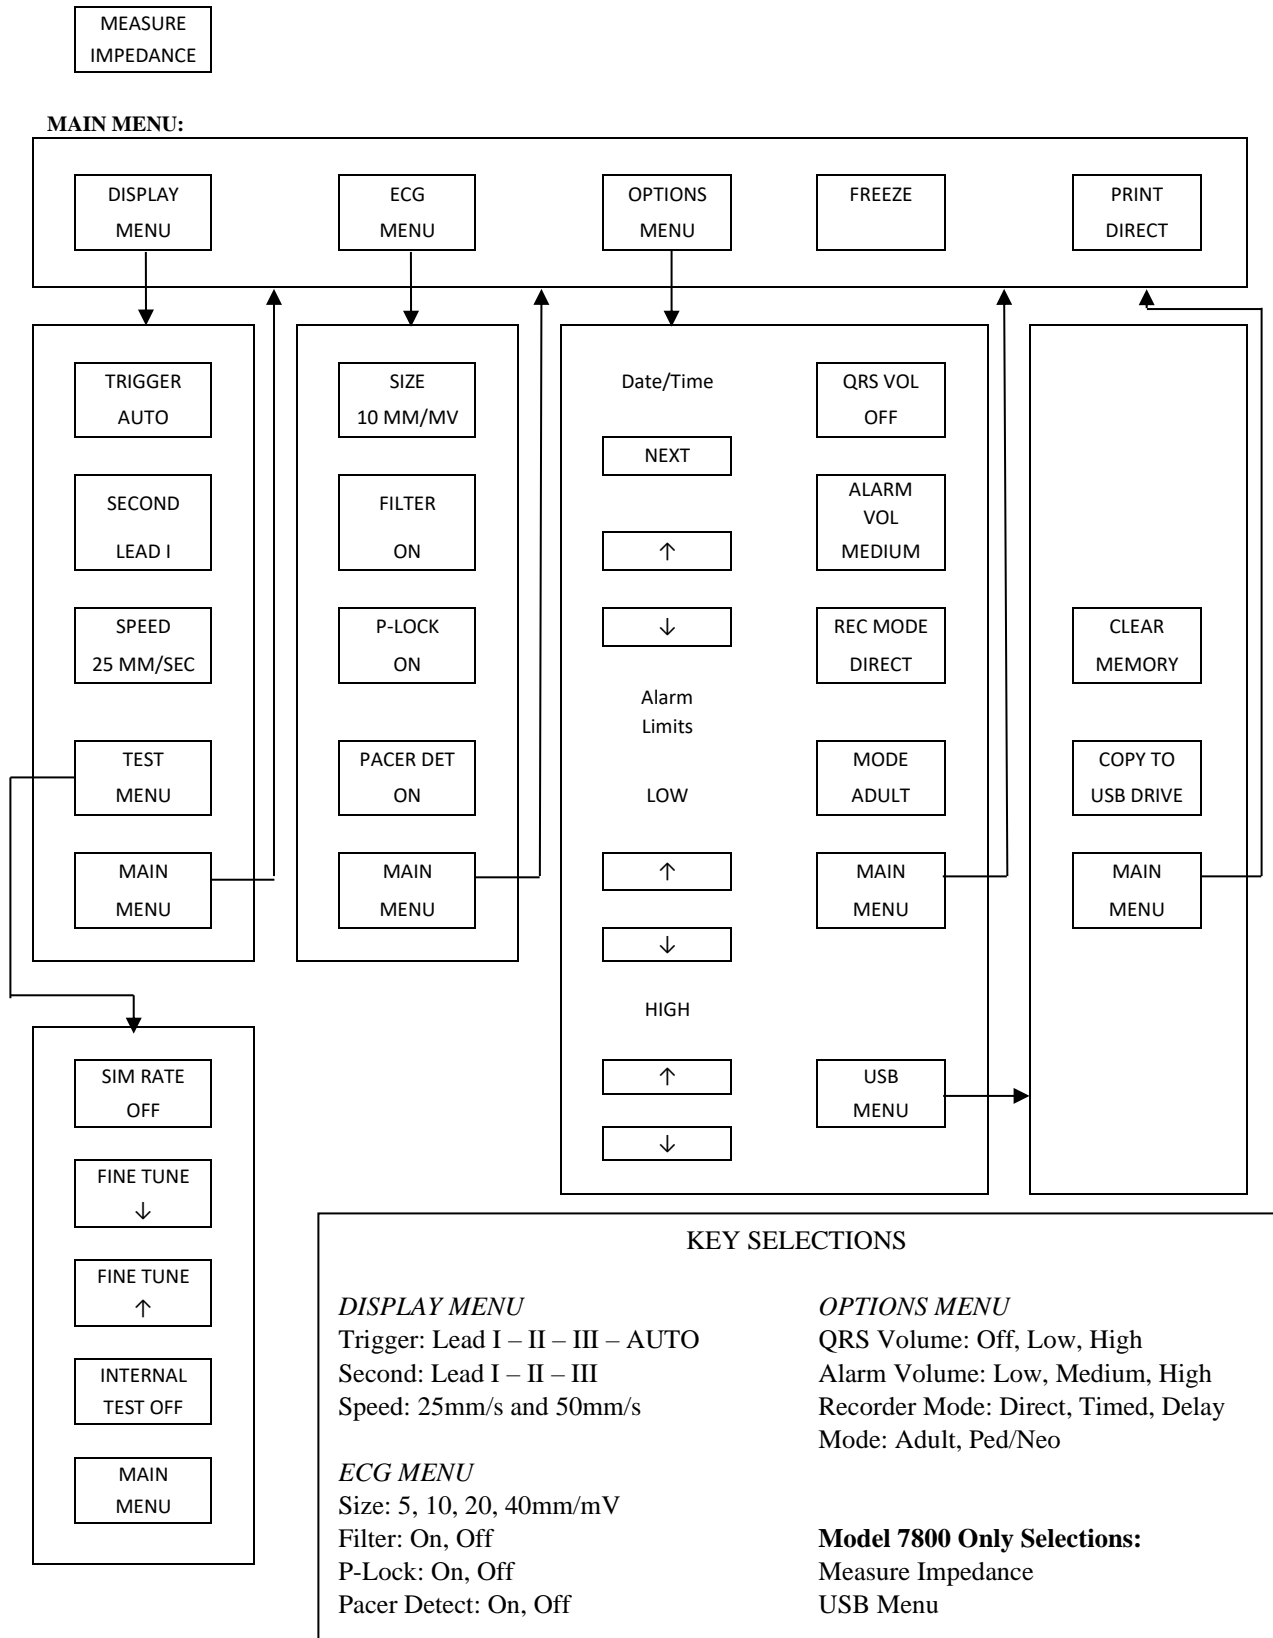 MEASURE
IMPEDANCE
MAIN MENU:
DISPLAY
MENU
ECG
MENU
OPTIONS
MENU
FREEZE
PRINT
DIRECT
TRIGGER
AUTO
SECOND
LEAD I
SPEED
25 MM/SEC
TEST
MENU
MAIN
MENU
SIZE
10 MM/MV
FILTER
ON
P-LOCK
ON
PACER DET
ON
MAIN
MENU
Date/Time
NEXT
↑
↓
Alarm
Limits
LOW
↑
↓
HIGH
↑
↓
QRS VOL
OFF
ALARM
VOL
MEDIUM
REC MODE
DIRECT
MODE
ADULT
MAIN
MENU
USB
MENU
CLEAR
MEMORY
COPY TO
USB DRIVE
MAIN
MENU
SIM RATE
OFF
FINE TUNE
↓
FINE TUNE
↑
INTERNAL
TEST OFF
MAIN
MENU
KEY SELECTIONS
DISPLAY MENU
Trigger: Lead I – II – III – AUTO
Second: Lead I – II – III
Speed: 25mm/s and 50mm/s
ECG MENU
Size: 5, 10, 20, 40mm/mV
Filter: On, Off
P-Lock: On, Off
Pacer Detect: On, Off
OPTIONS MENU
QRS Volume: Off, Low, High
Alarm Volume: Low, Medium, High
Recorder Mode: Direct, Timed, Delay
Mode: Adult, Ped/Neo
Model 7800 Only Selections:
Measure Impedance
USB Menu